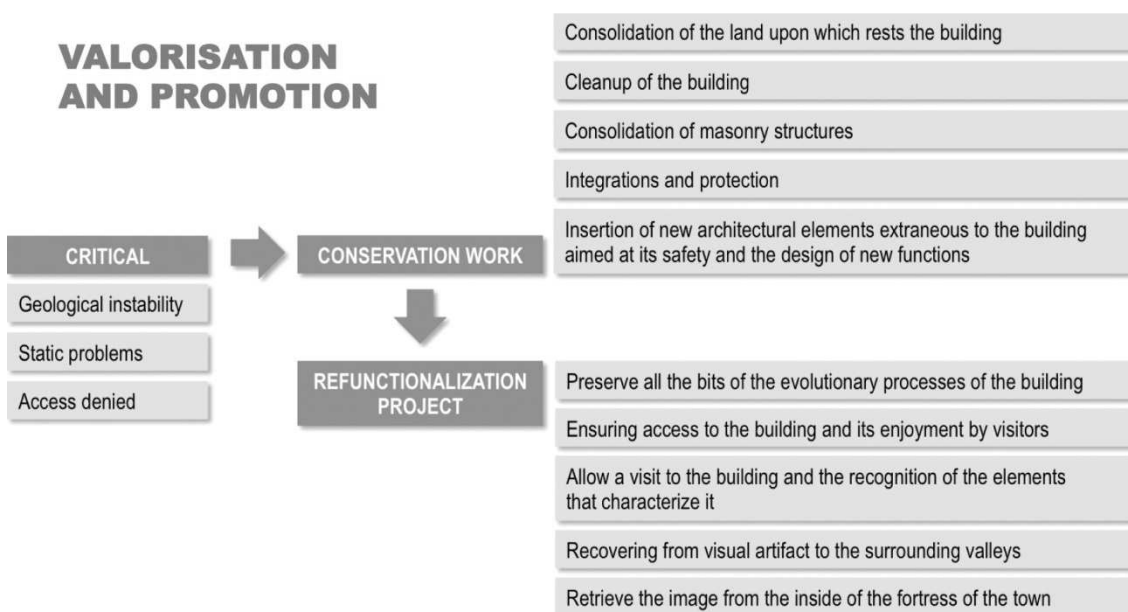 VALORISATION
AND PROMOTION
CRITICAL
Geological instability
Static problems
Access denied
CONSERVATION WORK
Consolidation of the land upon which rests the building
Cleanup of the building
Consolidation of masonry structures
Integrations and protection
Insertion of new architectural elements extraneous to the building
aimed at its safety and the design of new functions
REFUNCTIONALIZATION
PROJECT
Preserve all the bits of the evolutionary processes of the building
Ensuring access to the building and its enjoyment by visitors
Allow a visit to the building and the recognition of the elements
that characterize it
Recovering from visual artifact to the surrounding valleys
Retrieve the image from the inside of the fortress of the town